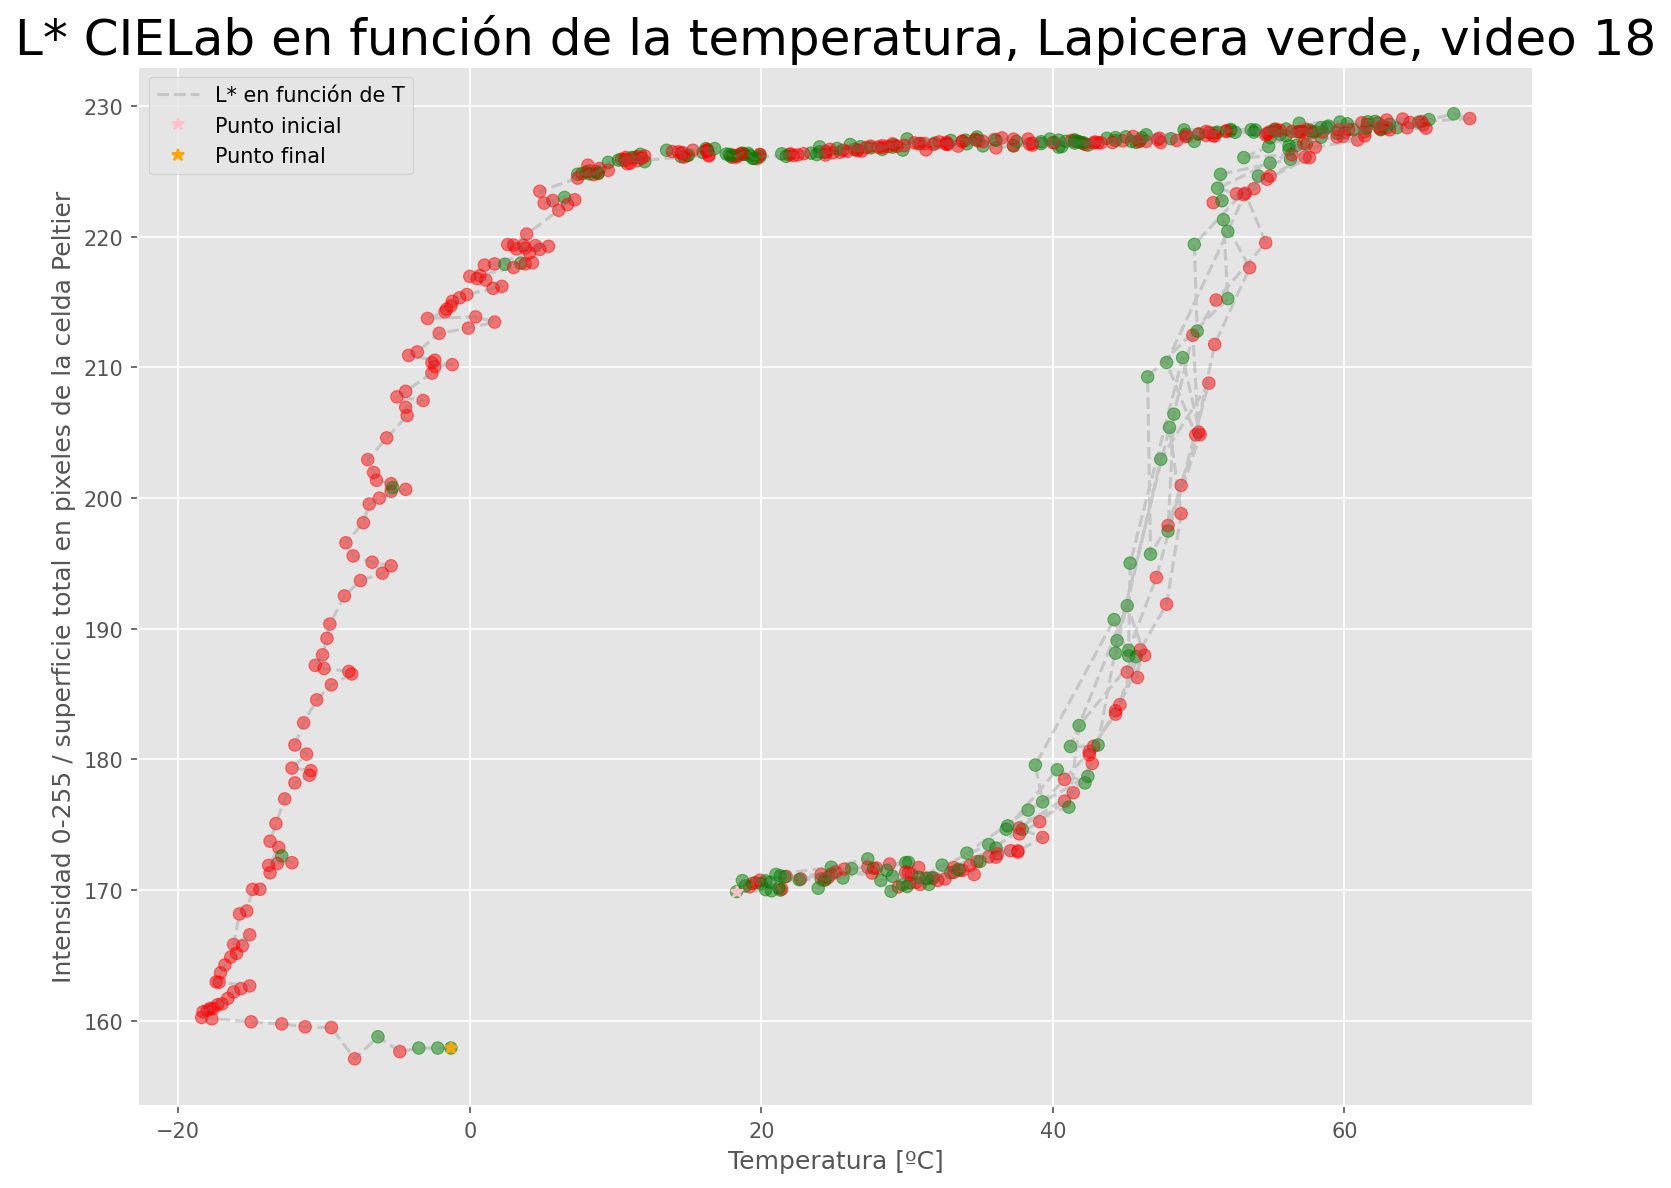 L* CIELab en función de la temperatura, Lapicera verde, video 18
L* en función de T
Punto inicial
Punto final
Intensidad 0-255 / superficie total en pixeles de la celda Peltier
230
220
210
200
190
180
170
160
−20
0
20
40
60
Temperatura [ºC]